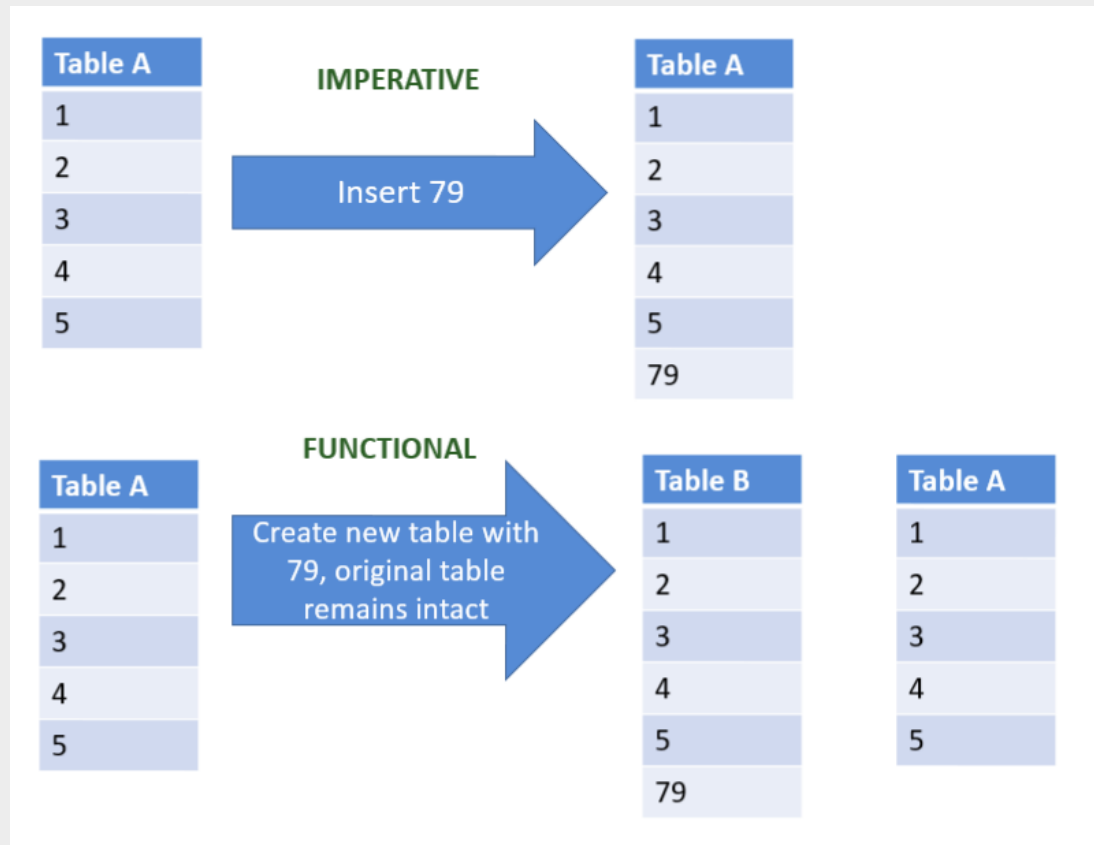 Table A
1
2
3
4
5
IMPERATIVE
Insert 79
Table A
1
2
3
4
5
79
Table A
1
2
3
4
5
FUNCTIONAL
Create new table with
79, original table
remains intact
Table B
1
2
3
4
5
79
Table A
1
2
3
4
5